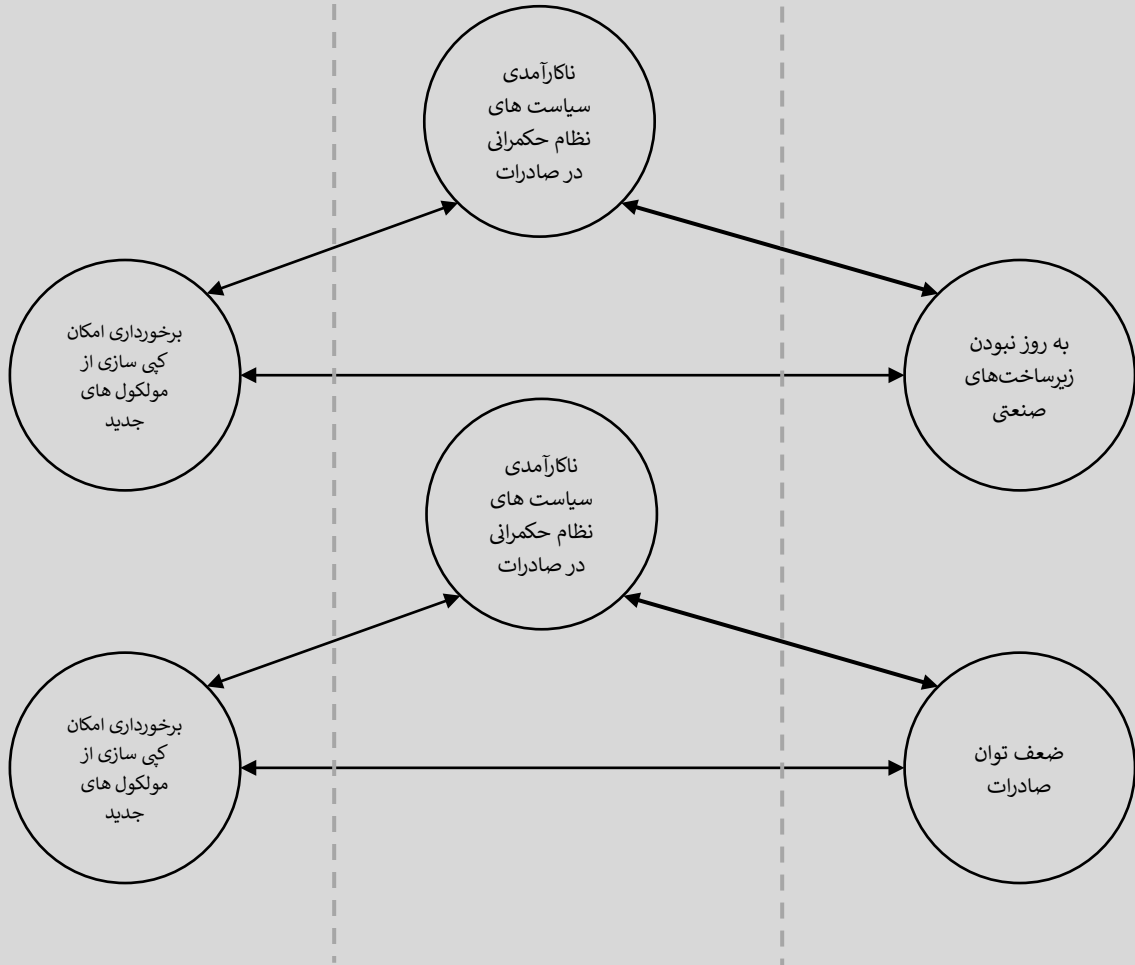 ناکارآمدی
سیاست های
نظام حکمرانی
در صادرات
به روز نبودن
زیرساخت‌های
صنعتی
برخورداری امکان
کپی سازی از
مولکول های
جدید
ناکارآمدی
سیاست های
نظام حکمرانی
در صادرات
ضعف توان
صادرات
برخورداری امکان
کپی سازی از
مولکول های
جدید